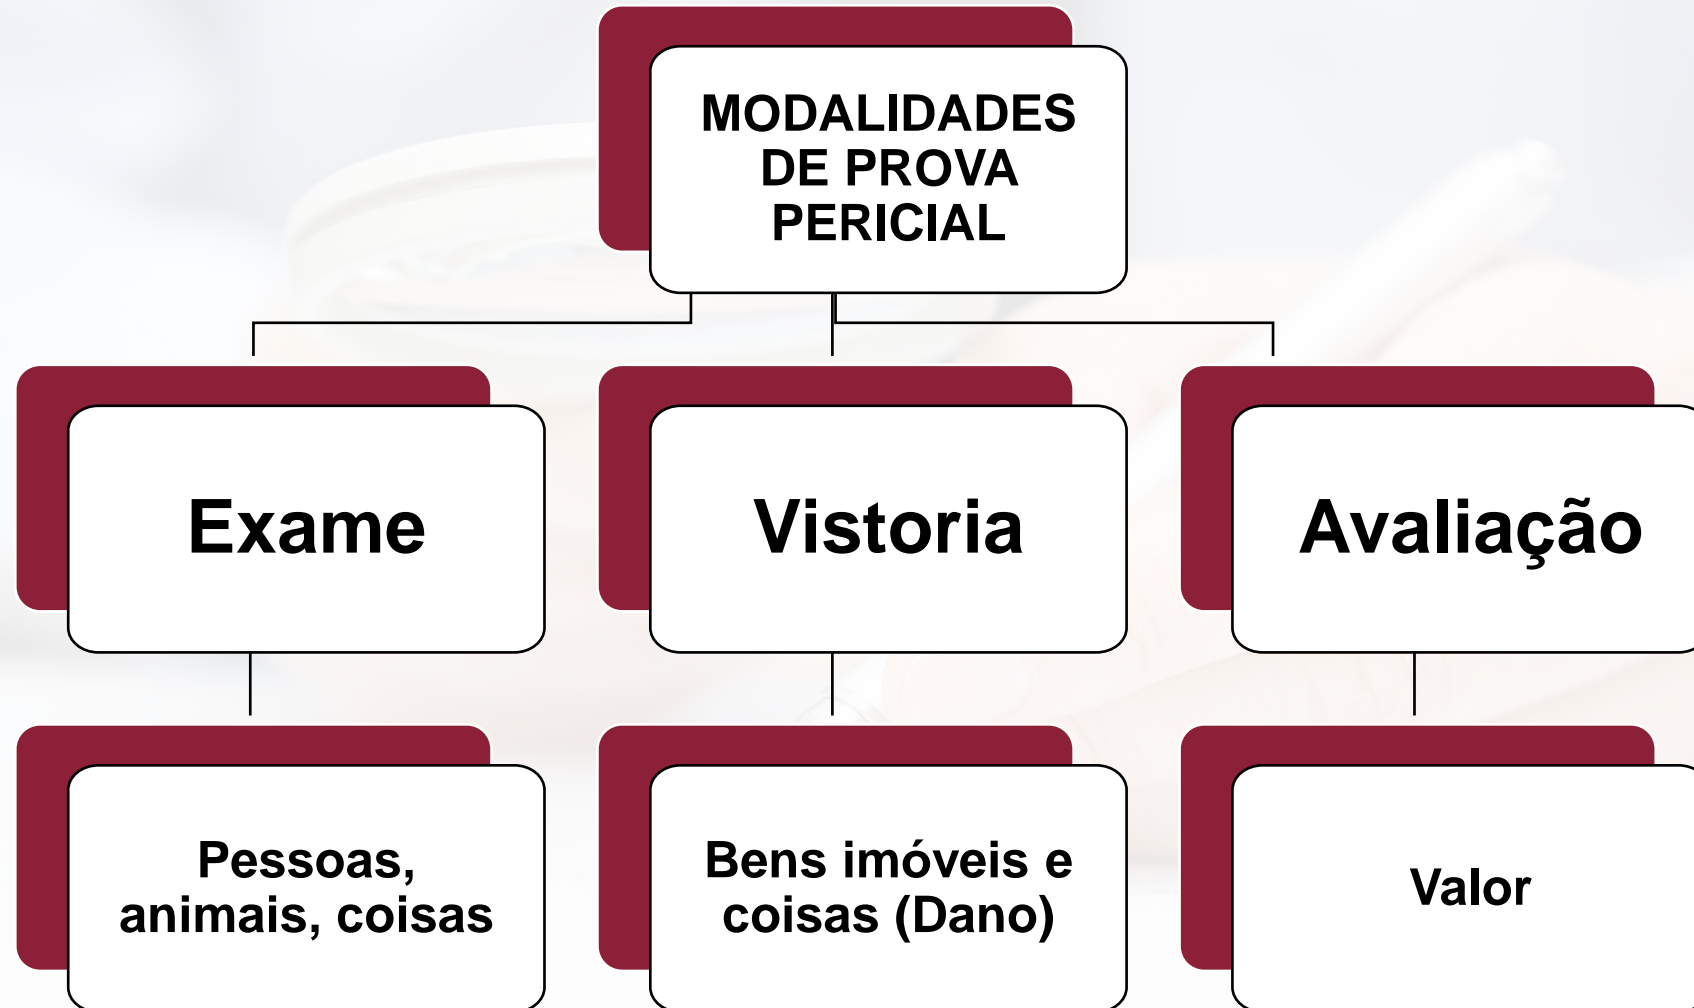 MODALIDADES
DE PROVA
PERICIAL
Exame
Vistoria
Avaliação
Pessoas,
animais, coisas
Bens imóveis e
coisas (Dano)
Valor